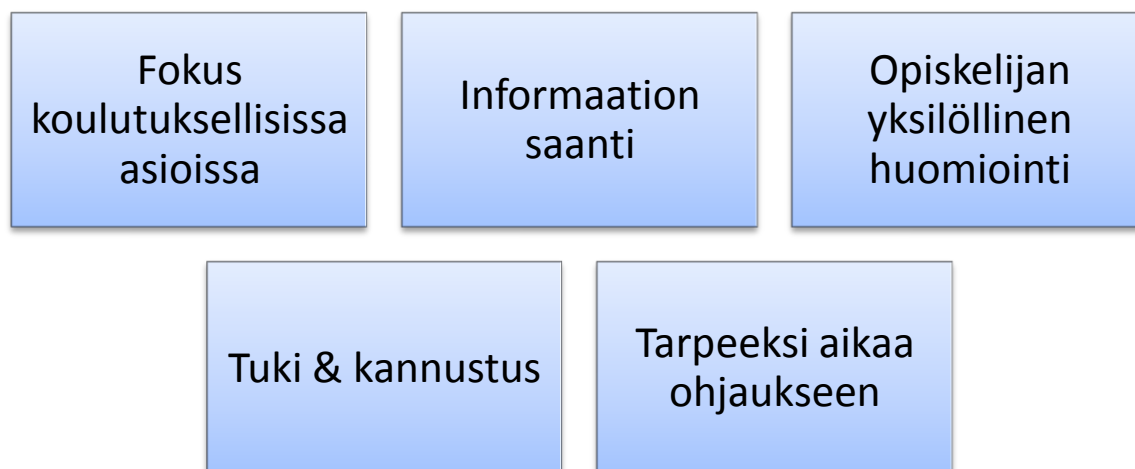 Fokus
koulutuksellisissa
asioissa
Informaation
saanti
Opiskelijan
yksilöllinen
huomiointi
Tuki & kannustus
Tarpeeksi aikaa
ohjaukseen